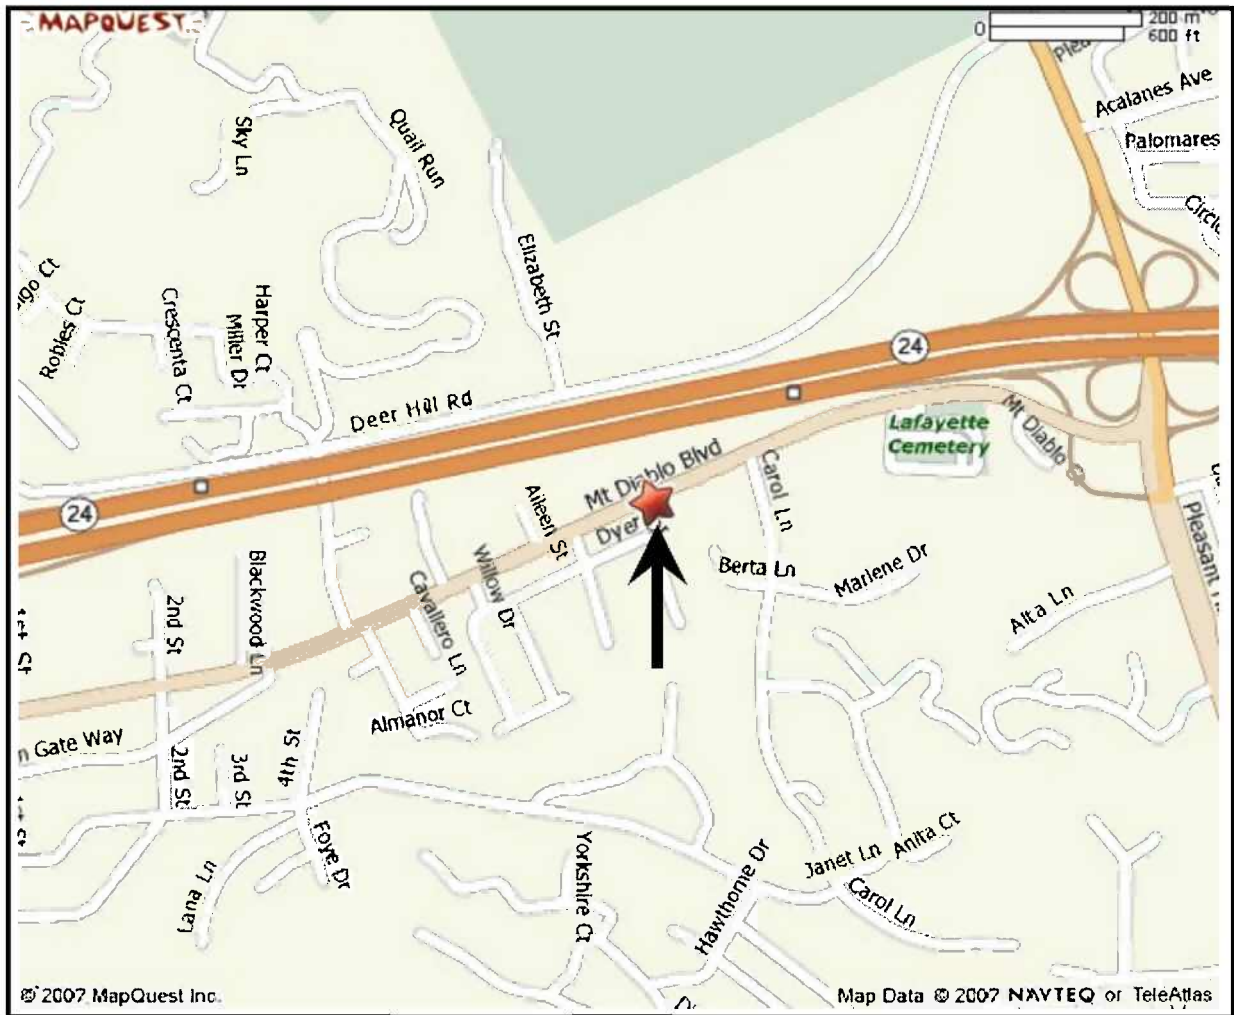 MAPQUEST
0
200 m
600 ft
Acalanes Ave
Palomares
Circle
Sky Ln
Quail Run
Elizabeth St
Robles Ct
Crescenta Ct
Miller Dr
Harper Ct
Deer Hill Rd
24
24
Lafayette
Cemetery
Mt Diablo
Mt Diablo Blvd
Dyer
Carol Ln
Aileen St
Willow Dr
Cavallero Ln
Blackwood Ln
2nd St
Berta Ln
Marlene Dr
Alta Ln
Pleasant
Almanor Ct
Gate Way
2nd St
3rd St
4th St
Foye Dr
Lana Ln
Yorkshire Ct
Hawthorne Dr
Janet Ln
Anita Ct
Carol Ln
© 2007 MapQuest Inc.
Map Data © 2007 NAVTEQ or TeleAtlas